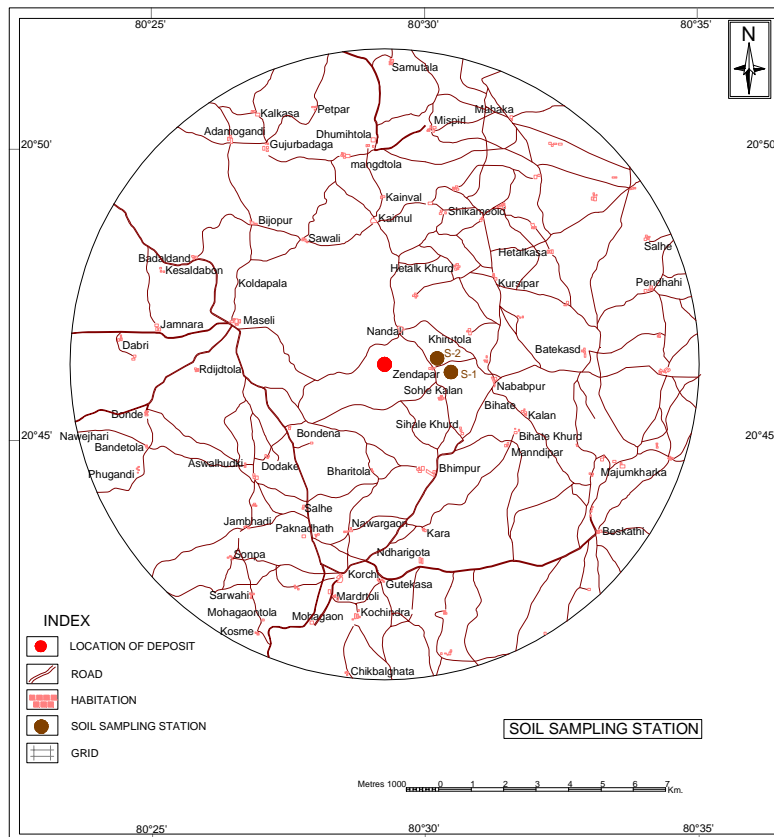 80°25'
80°30'
80°35'
N
Samutala
Kalkasa
Petpar
Mahaka
Mispirl
Adamogandi
Dhumihtola
20°50'
20°50'
Gujurbadaga
mangdtola
Kainval
Shikameold
Bijopur
Kaimul
Sawali
Salhe
Hetalkasa
Badaldand
Kesaldabon
Hetalk Khurd
Koldapala
Kursipar
Pendhahi
Jamnara
Maseli
Nandali
Khirutola
Dabri
S-2
Batekasd
Rdijdtola
Zendapar
S-1
Nababpur
Sohle Kalan
Bihate
Bonde
Kalan
Nawejhari
Bondena
Sihale Khurd
Bihate Khurd
20°45'
20°45'
Bandetola
Manndipar
Aswalhudki
Dodake
Phugandi
Bharitola
Bhimpur
Majumkharka
Salhe
Jambhadi
Paknadhath
Nawargaon
Kara
Beskathi
Ndharigota
Sonpa
Korchi
Gutekasa
Sarwahi
Mardrtoli
Mohagaontola
Mohagaon
Kochindra
Kosme
Chikbalghata
INDEX
LOCATION OF DEPOSIT
ROAD
HABITATION
SOIL SAMPLING STATION
GRID
SOIL SAMPLING STATION
Metres 1000 0 1 2 3 4 5 6 7
Km.
80°25'
80°30'
80°35'